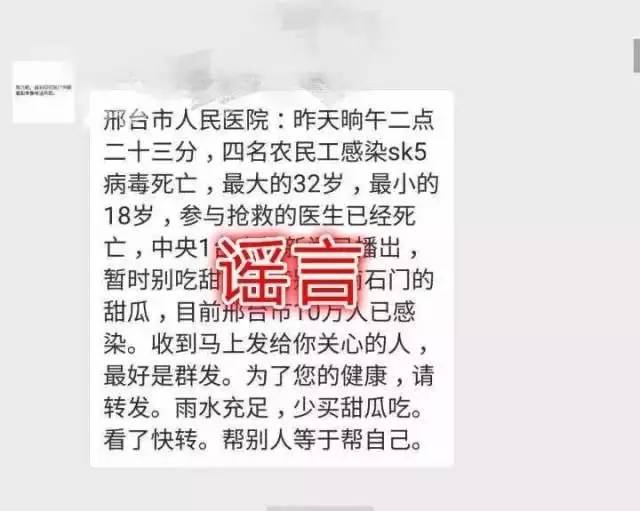 邢台市人民医院：昨天晌午二点
二十三分，四名农民工感染sk5
病毒死亡，最大的32岁，最小的
18岁，参与抢救的医生已经死
亡，中央1 播出，
暂时别吃甜 石门的
谣言
甜瓜，目前邢台市10万人已感
染。收到马上发给你关心的人，
最好是群发。为了您的健康，请
转发。雨水充足，少买甜瓜吃。
看了快转。帮别人等于帮自己。